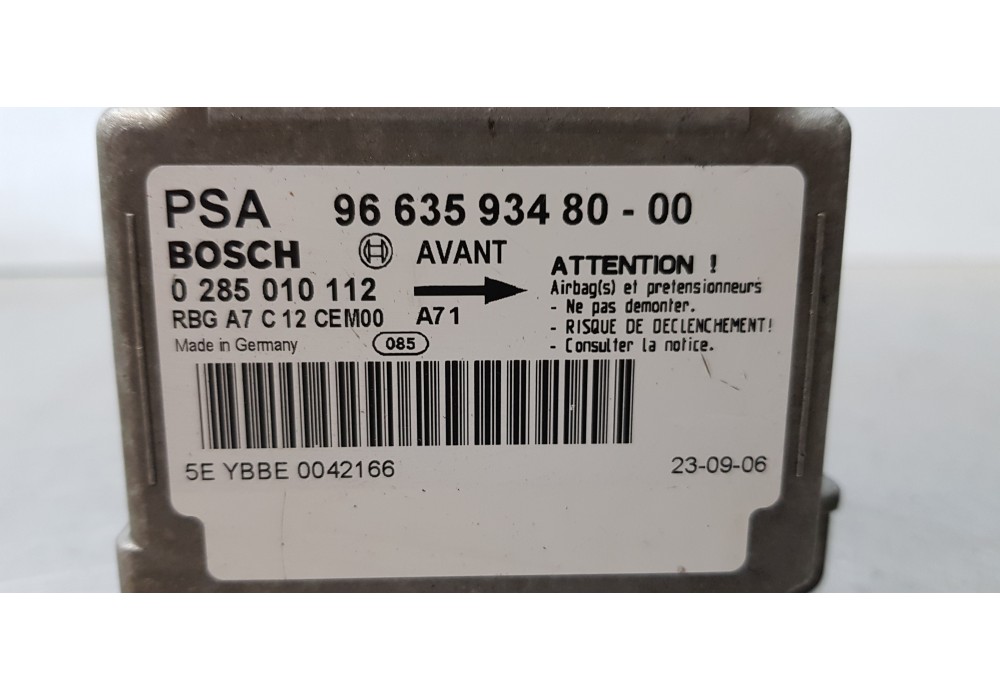 PSA 96 635 934 80 - 00
BOSCH AVANT
0 285 010 112
RBG A7 C 12 CEM00 A71
Made in Germany 085
ATTENTION !
Airbag(s) et pretensionneurs
- Ne pas demonter.
- RISQUE DE DECLENCHEMENT!
- Consulter la notice.
5E YBBE 0042166 23-09-06